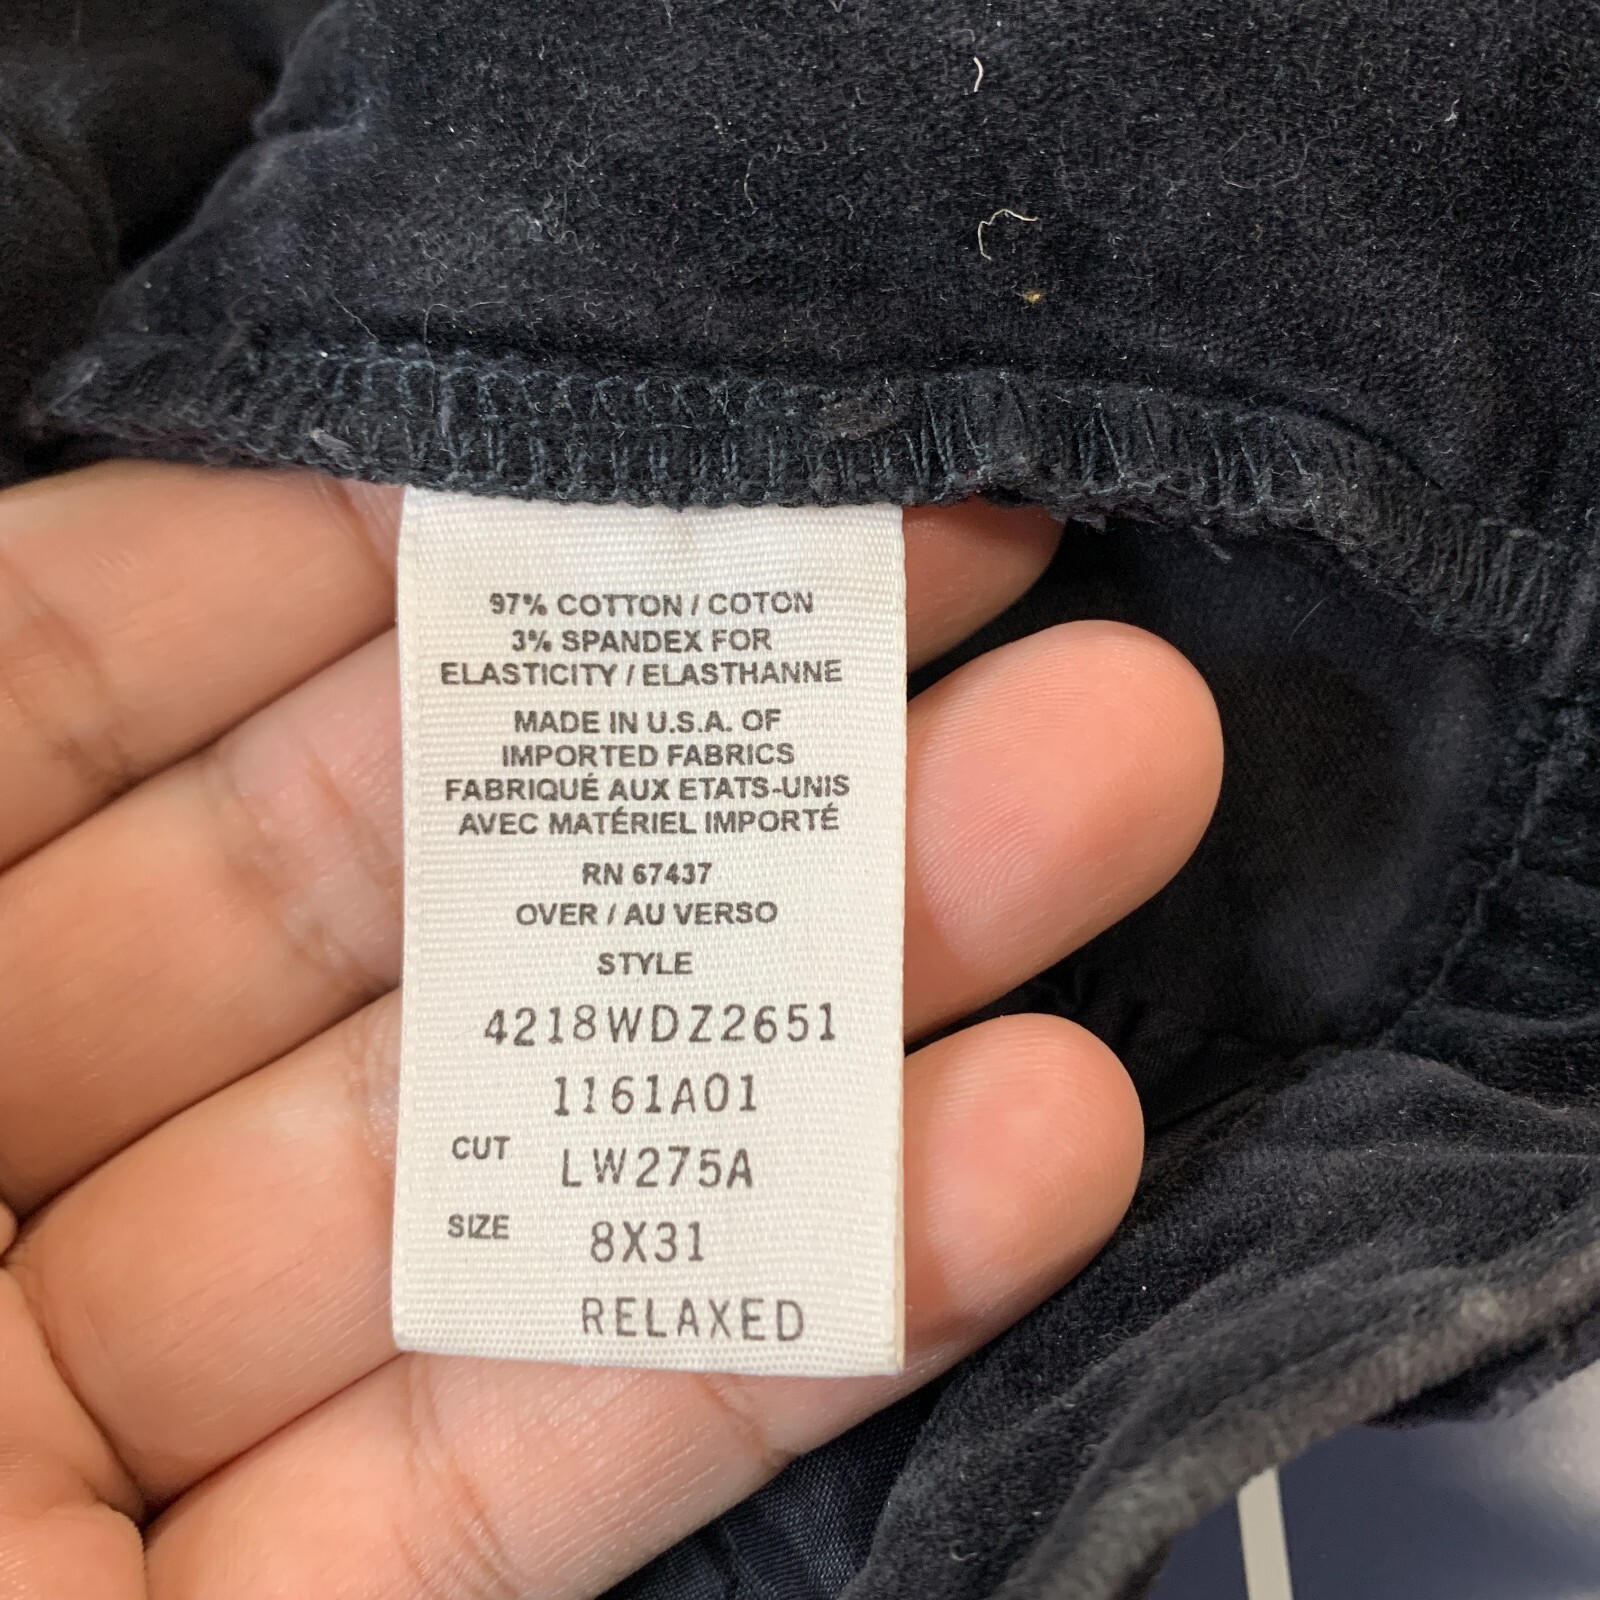 97% COTTON / COTON
3% SPANDEX FOR
ELASTICITY / ELASTHANNE
MADE IN U.S.A. OF
IMPORTED FABRICS
FABRIQUÉ AUX ETATS-UNIS
AVEC MATÉRIEL IMPORTÉ
RN 67437
OVER / AU VERSO
STYLE
4218WDZ2651
1161A01
CUT LW275A
SIZE 8X31
RELAXED